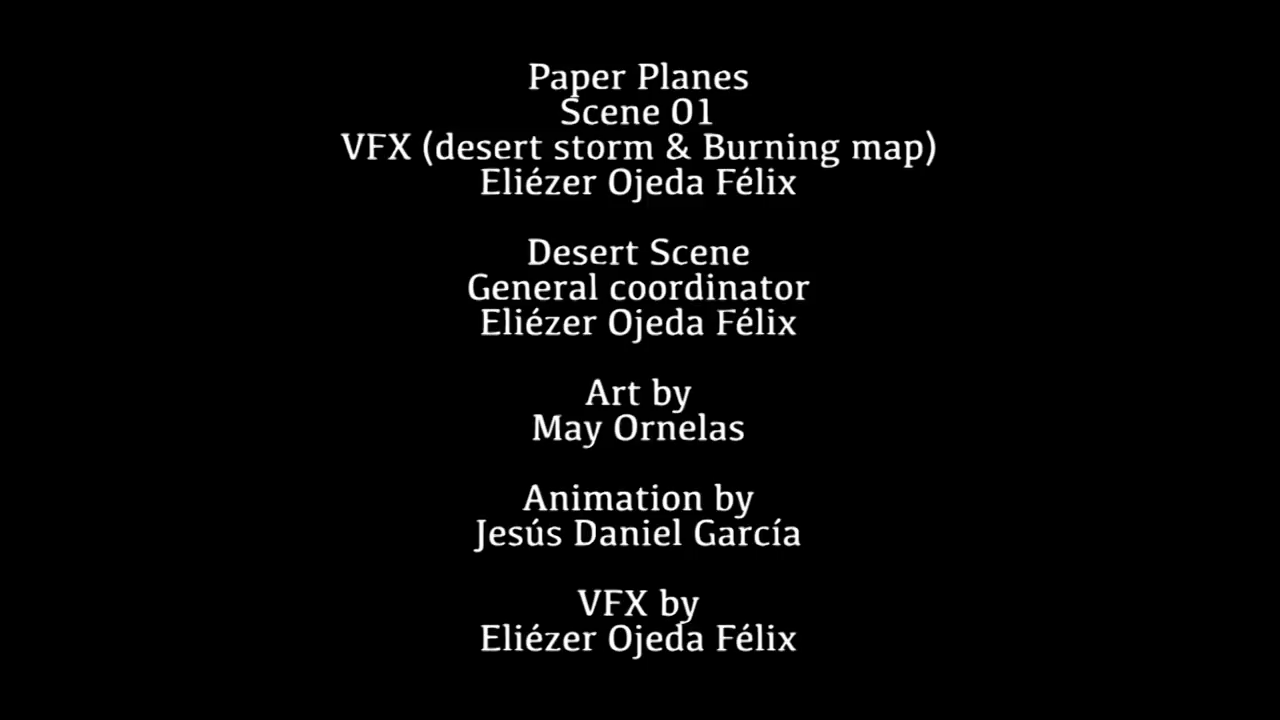 Paper Planes
Scene 01
VFX (desert storm & Burning map)
Eliézer Ojeda Félix
Desert Scene
General coordinator
Eliézer Ojeda Félix
Art by
May Ornelas
Animation by
Jesús Daniel García
VFX by
Eliézer Ojeda Félix